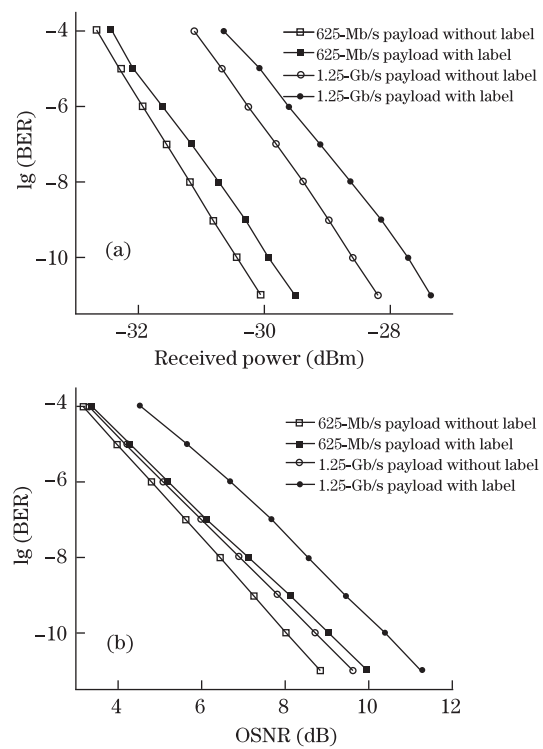 −4
−6
−8
−10
lg (BER)
625-Mb/s payload without label
625-Mb/s payload with label
1.25-Gb/s payload without label
1.25-Gb/s payload with label
(a)
−32
−30
−28
Received power (dBm)
−4
−6
−8
−10
lg (BER)
625-Mb/s payload without label
625-Mb/s payload with label
1.25-Gb/s payload without label
1.25-Gb/s payload with label
(b)
4
6
8
10
12
OSNR (dB)